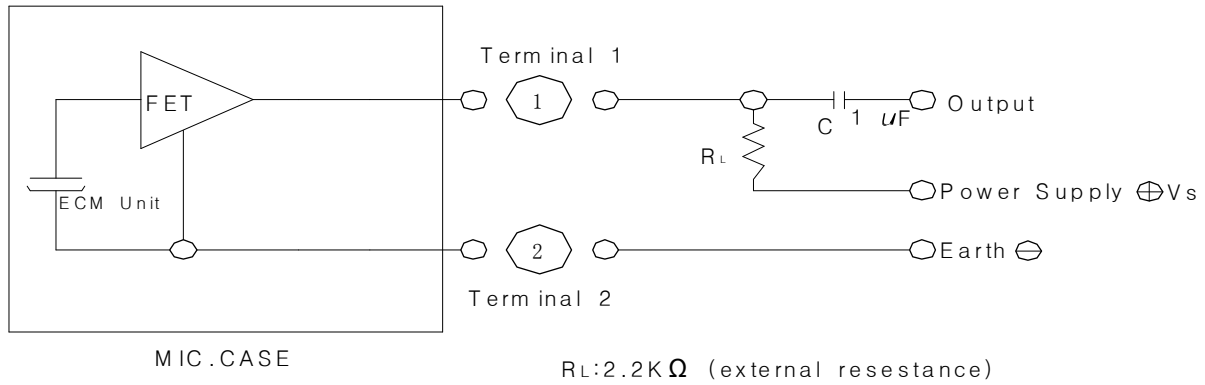 Terminal 1
FET
1
Output
C
1 uF
RL
ECM Unit
Power Supply ⊕Vs
2
Earth ⊖
Terminal 2
MIC.CASE
RL:2.2KΩ (external resestance)